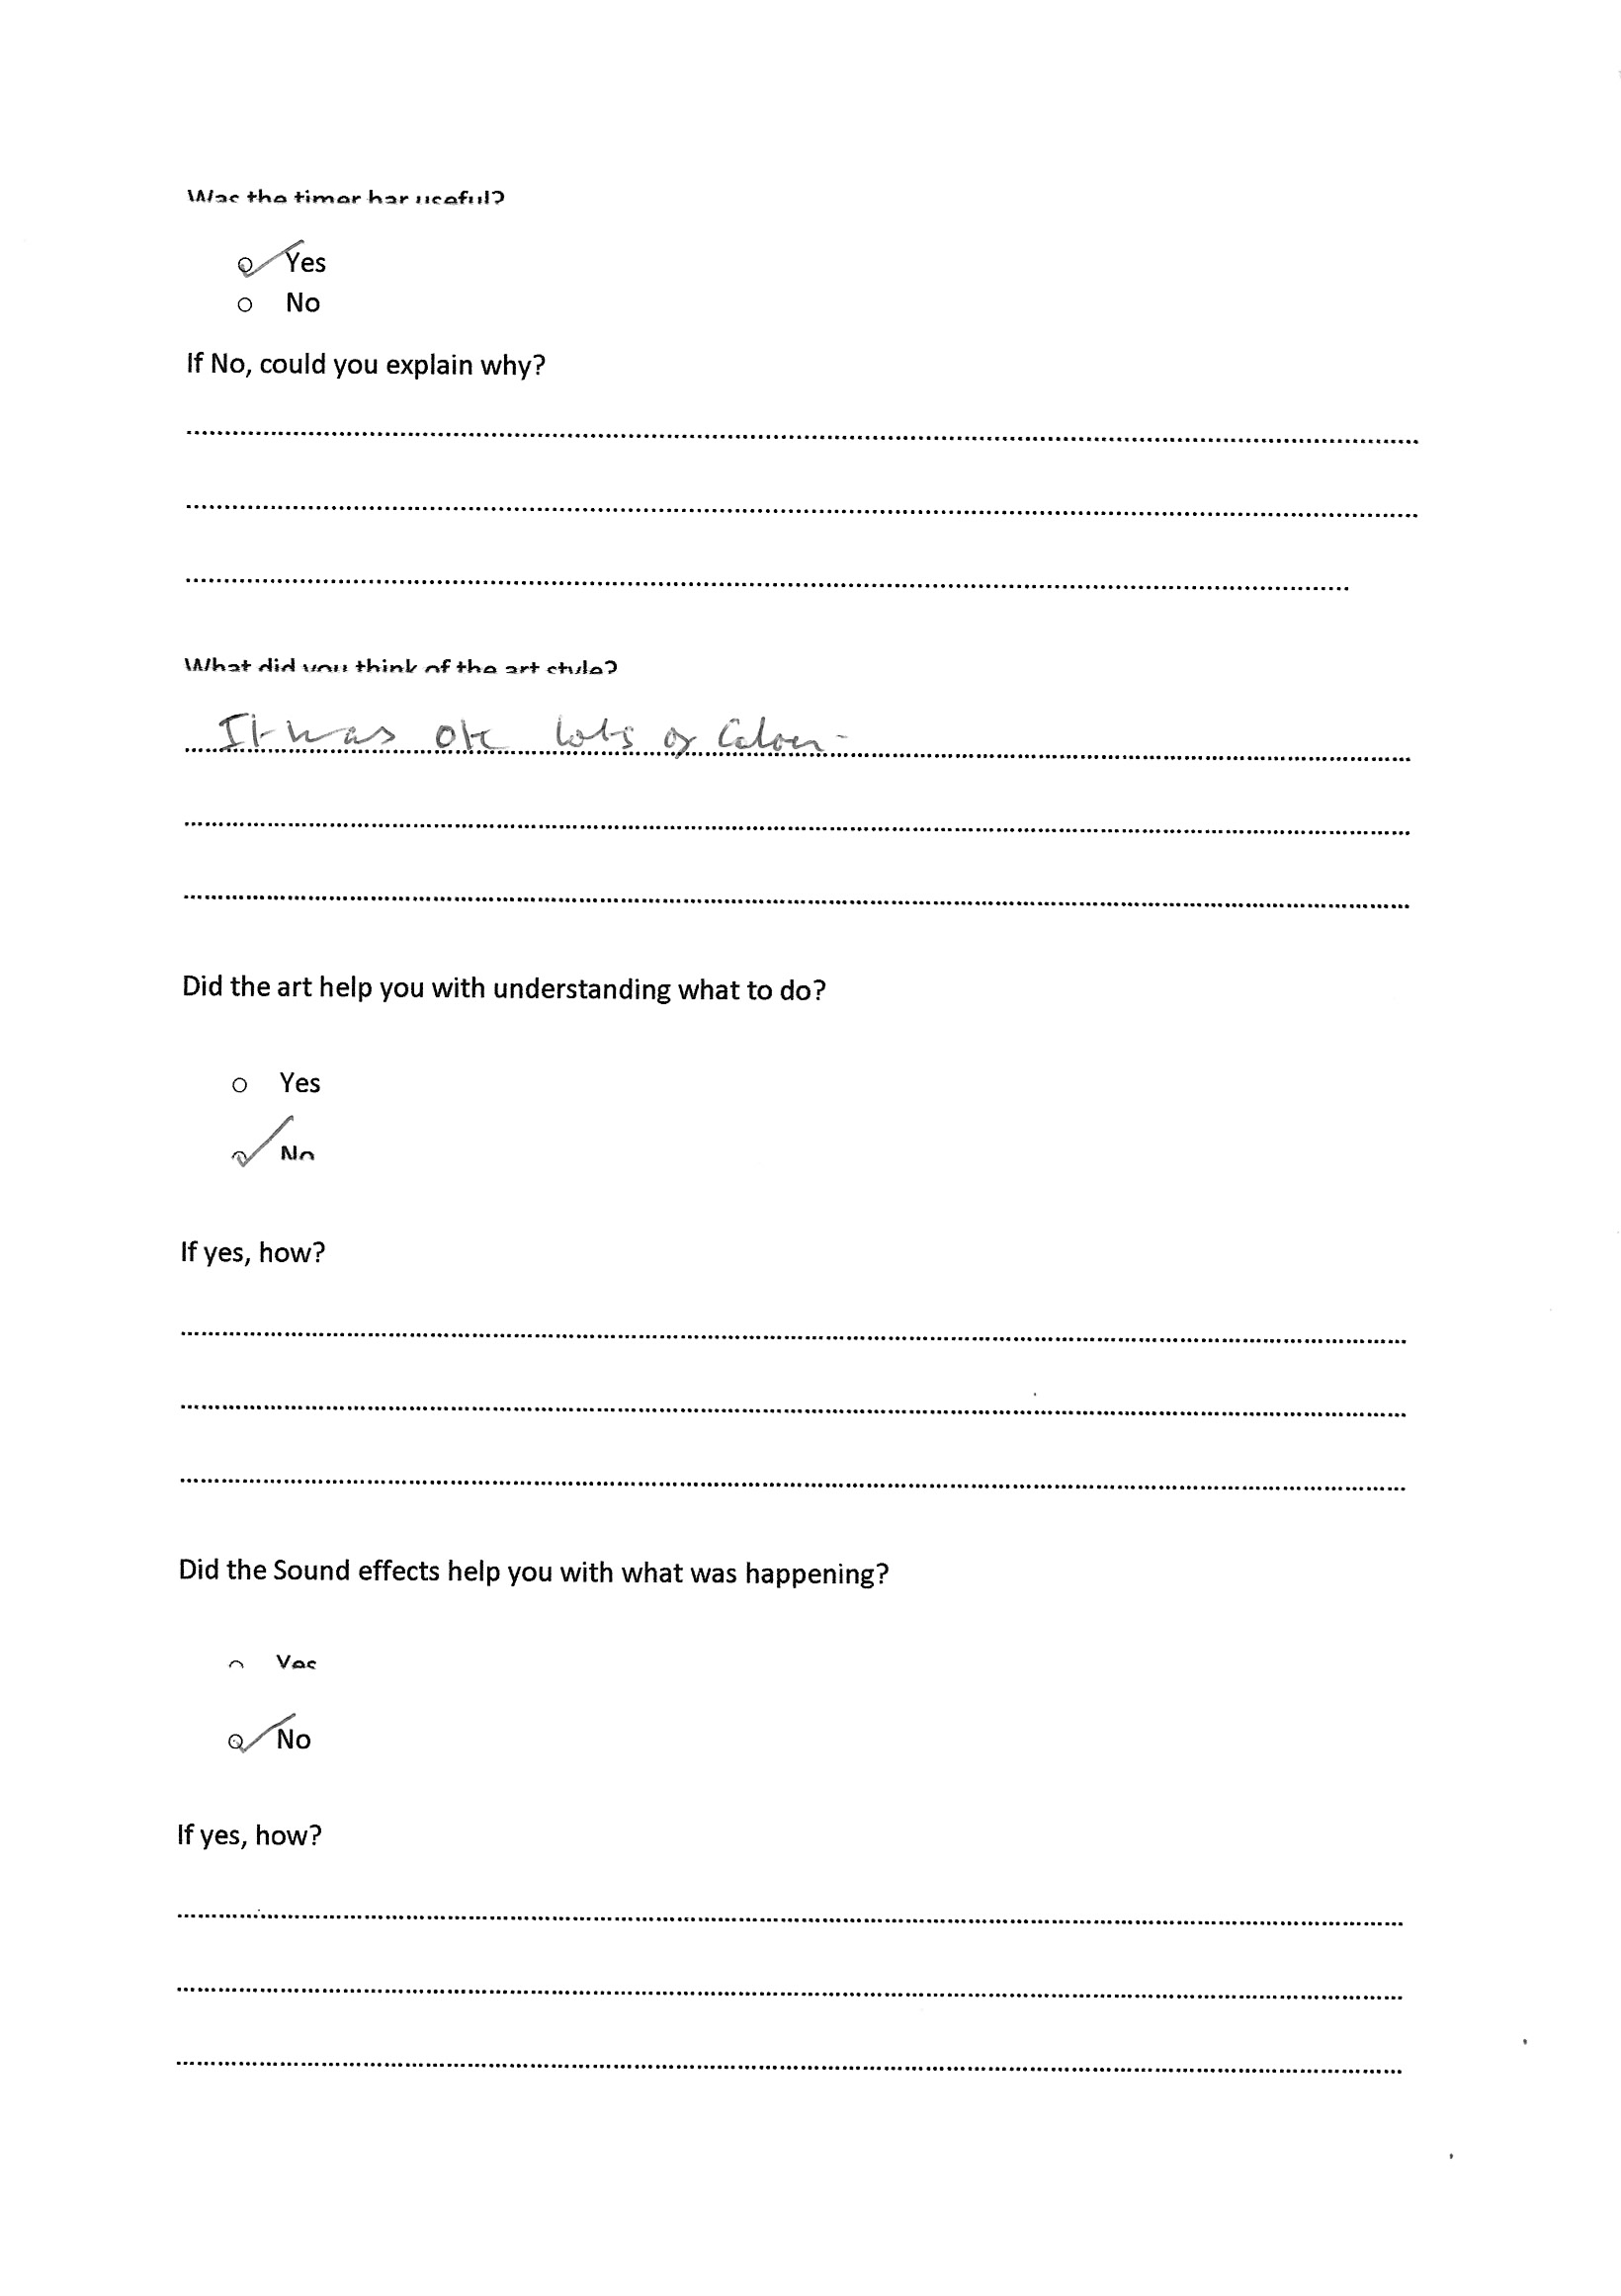 Was the timer bar useful?
Yes
No
If No, could you explain why?
What did you think of the art style?
It was ok lots of Colour.
Did the art help you with understanding what to do?
Yes
No
If yes, how?
Did the Sound effects help you with what was happening?
Yes
No
If yes, how?